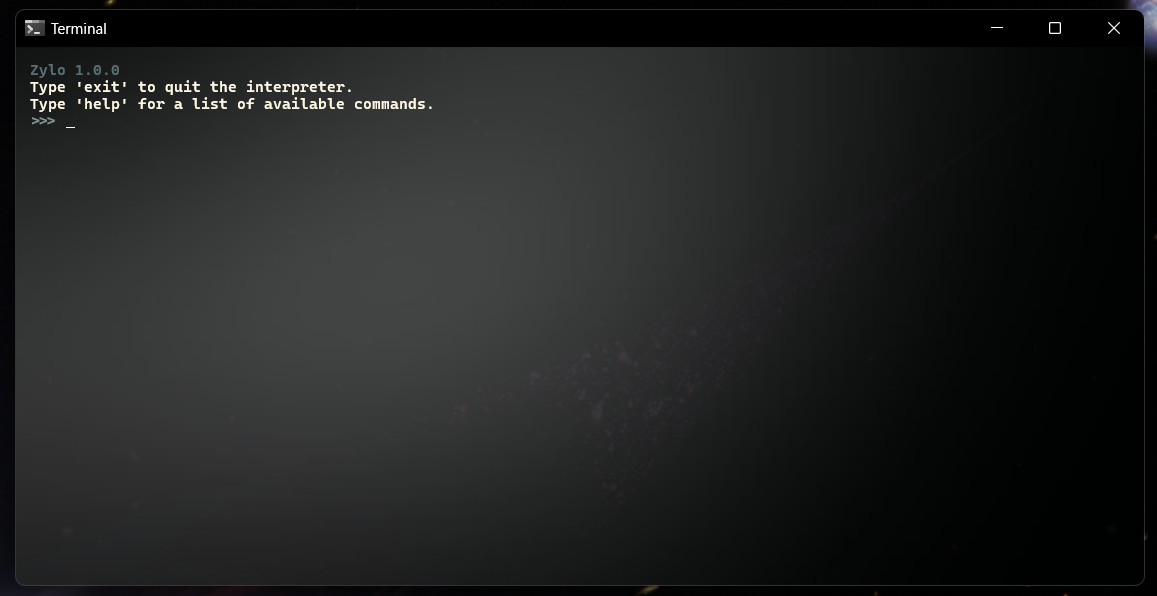 Terminal
Zylo 1.0.0
Type 'exit' to quit the interpreter.
Type 'help' for a list of available commands.
>>> _